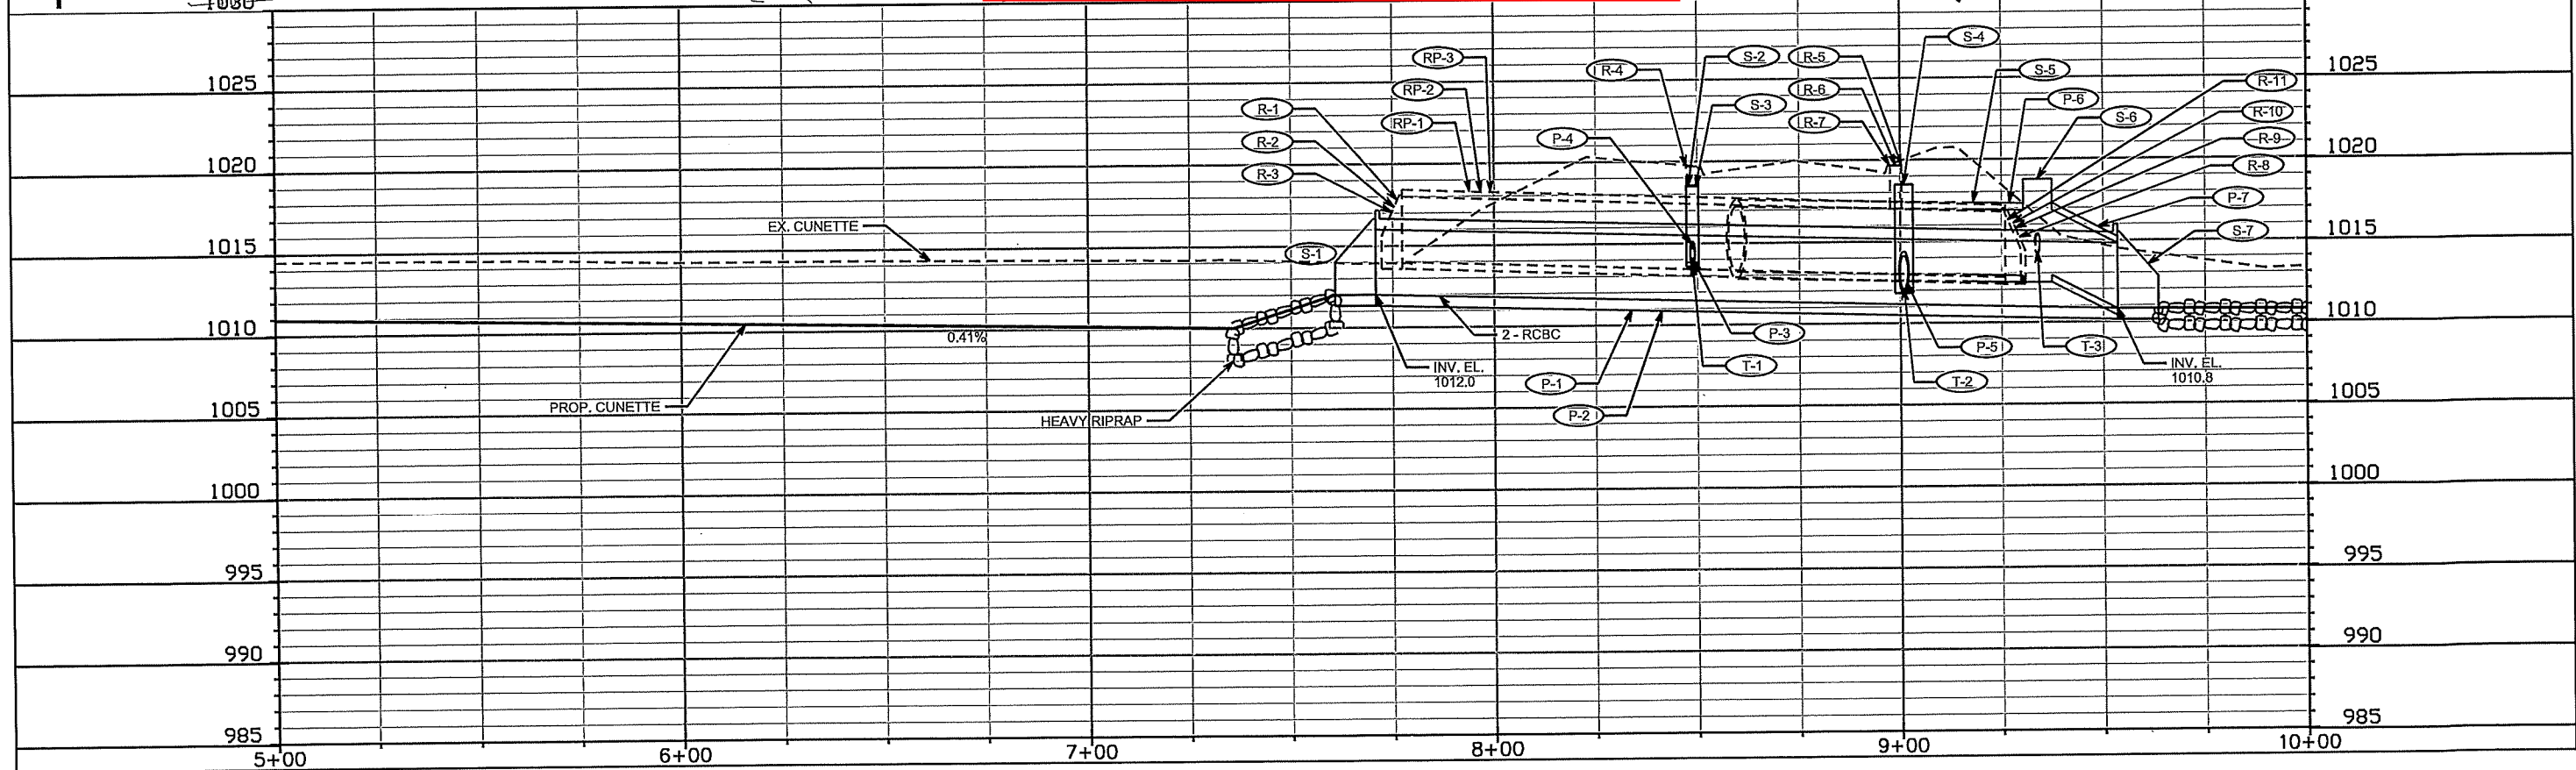 1030
S-4
RP-3
R-4
S-2
R-5
S-5
1025
1025
R-11
RP-2
R-6
P-6
R-1
S-3
R-10
S-6
RP-1
R-7
R-2
P-4
R-9
1020
1020
R-3
R-8
P-7
EX. CUNETTE
1015
1015
S-1
S-7
1010
1010
0.41%
2 - RCBC
P-3
P-5
T-3
INV. EL.
1012.0
T-1
INV. EL.
1010.8
P-1
T-2
1005
1005
PROP. CUNETTE
P-2
HEAVY RIPRAP
1000
1000
995
995
990
990
985
985
5+00
6+00
7+00
8+00
9+00
10+00